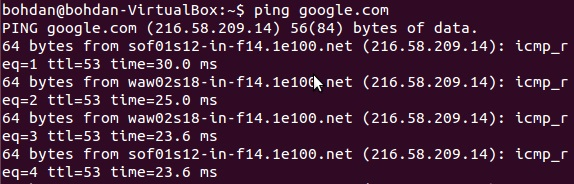 bohdan@bohdan-VirtualBox:~$ ping google.com
PING google.com (216.58.209.14) 56(84) bytes of data.
64 bytes from sof01s12-in-f14.1e100.net (216.58.209.14): icmp_r
eq=1 ttl=53 time=30.0 ms
64 bytes from waw02s18-in-f14.1e100.net (216.58.209.14): icmp_r
eq=2 ttl=53 time=25.0 ms
64 bytes from waw02s18-in-f14.1e100.net (216.58.209.14): icmp_r
eq=3 ttl=53 time=23.6 ms
64 bytes from sof01s12-in-f14.1e100.net (216.58.209.14): icmp_r
eq=4 ttl=53 time=23.6 ms